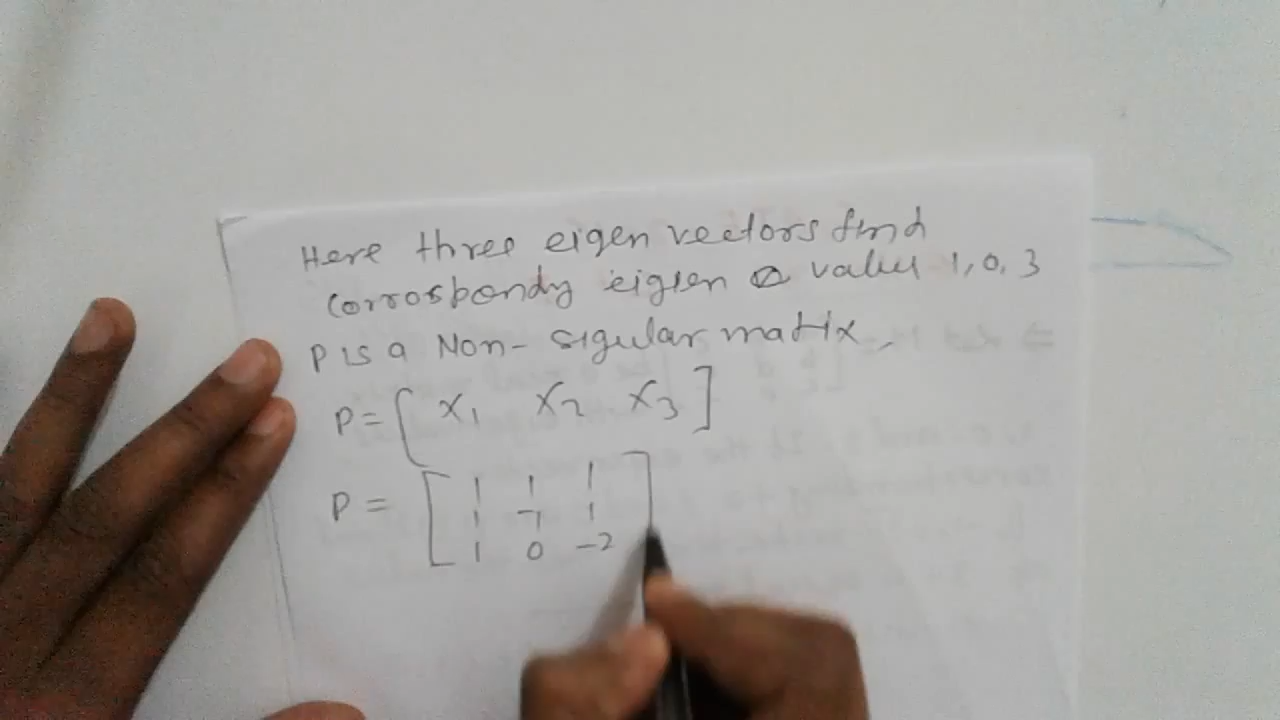 Here three eigen vectors find
corrospondy eigen value 1, 0, 3
P is a Non-sigular matrix.
P = [ X1 X2 X3 ]
P = [ 1 1 1
1 -1 1
1 0 -2 ]